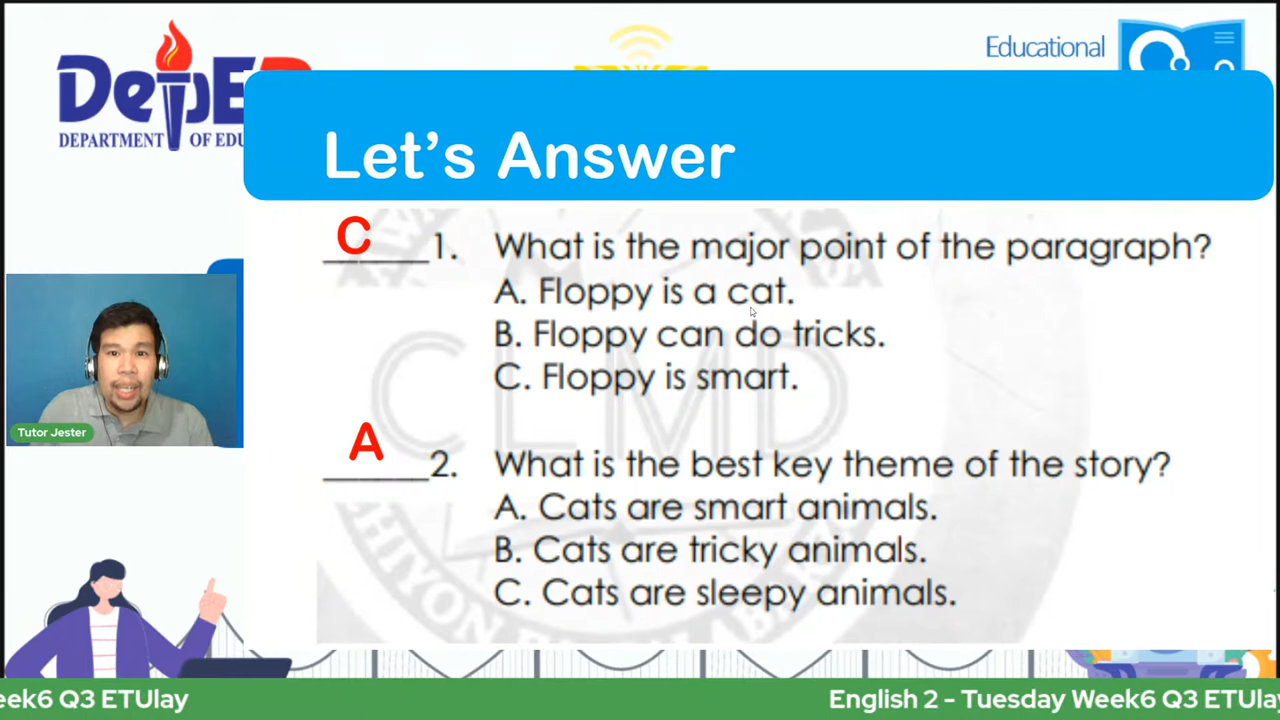 DepE
DEPARTMENT OF EDU
Educational
Let's Answer
C
______1. What is the major point of the paragraph?
A. Floppy is a cat.
B. Floppy can do tricks.
C. Floppy is smart.
A
______2. What is the best key theme of the story?
A. Cats are smart animals.
B. Cats are tricky animals.
C. Cats are sleepy animals.
CLMD
Tutor Jester
eek6 Q3 ETUlay
English 2 - Tuesday Week6 Q3 ETUlay